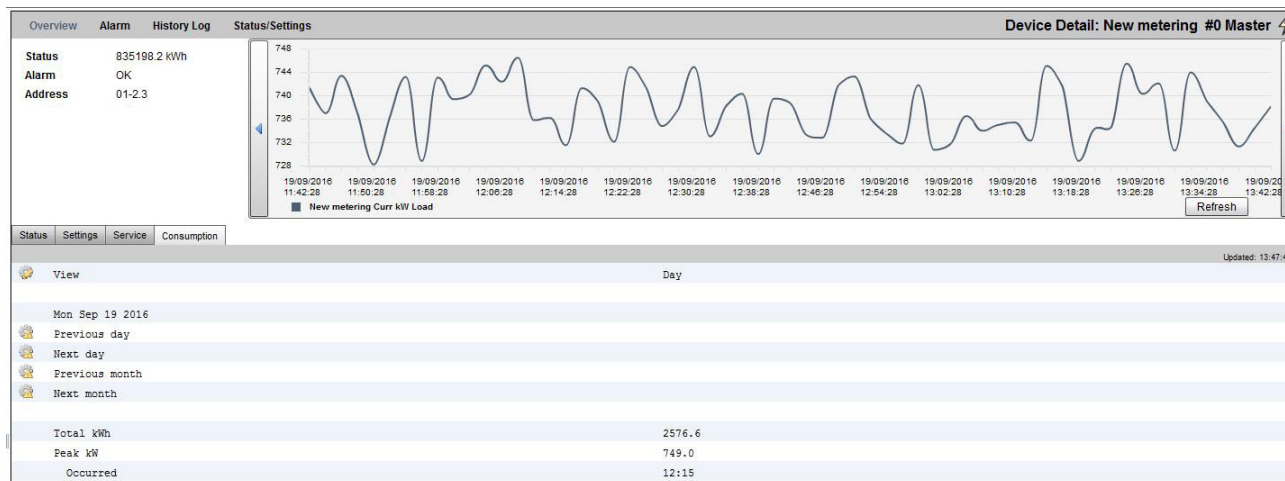 Overview Alarm History Log Status/Settings Device Detail: New metering #0 Master
Status 835198.2 kWh
Alarm OK
Address 01-2.3
748
744
740
736
732
728
19/09/2016 19/09/2016 19/09/2016 19/09/2016 19/09/2016 19/09/2016 19/09/2016 19/09/2016 19/09/2016 19/09/2016 19/09/2016 19/09/2016 19/09/2016 19/09/2016 19/09/2016 19/09/20
11:42:28 11:50:28 11:58:28 12:06:28 12:14:28 12:22:28 12:30:28 12:38:28 12:46:28 12:54:28 13:02:28 13:10:28 13:18:28 13:26:28 13:34:28 13:42:28
New metering Curr kW Load Refresh
Status Settings Service Consumption
Updated: 13:47:4
View Day
Mon Sep 19 2016
Previous day
Next day
Previous month
Next month
Total kWh 2576.6
Peak kW 749.0
Occurred 12:15